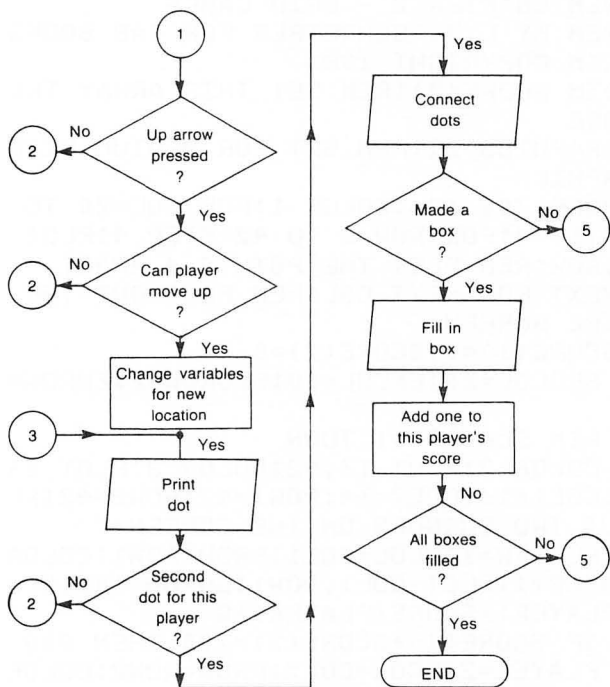 1
No
Up arrow
pressed
?
2
Yes
No
Can player
move up
?
2
Yes
Change variables
for new
location
3
Yes
Print
dot
No
Second
dot for this
player
?
2
Yes
Yes
Connect
dots
Made a
box
?
No
5
Yes
Fill in
box
Add one to
this player's
score
No
All boxes
filled
?
No
5
Yes
END